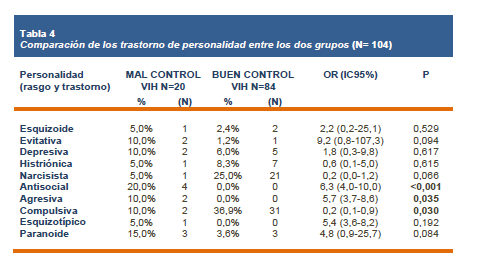 Tabla 4
Comparación de los trastorno de personalidad entre los dos grupos (N= 104)
Personalidad MAL CONTROL BUEN CONTROL OR (IC95%) P
(rasgo y trastorno) VIH N=20 VIH N=84
% (N) % (N)
Esquizoide 5,0% 1 2,4% 2 2,2 (0,2-25,1) 0,529
Evitativa 10,0% 2 1,2% 1 9,2 (0,8-107,3) 0,094
Depresiva 10,0% 2 6,0% 5 1,8 (0,3-9,8) 0,617
Histriónica 5,0% 1 8,3% 7 0,6 (0,1-5,0) 0,615
Narcisista 5,0% 1 25,0% 21 0,2 (0,0-1,2) 0,066
Antisocial 20,0% 4 0,0% 0 6,3 (4,0-10,0) <0,001
Agresiva 10,0% 2 0,0% 0 5,7 (3,7-8,6) 0,035
Compulsiva 10,0% 2 36,9% 31 0,2 (0,1-0,9) 0,030
Esquizotípico 5,0% 1 0,0% 0 5,4 (3,6-8,2) 0,192
Paranoide 15,0% 3 3,6% 3 4,8 (0,9-25,7) 0,084